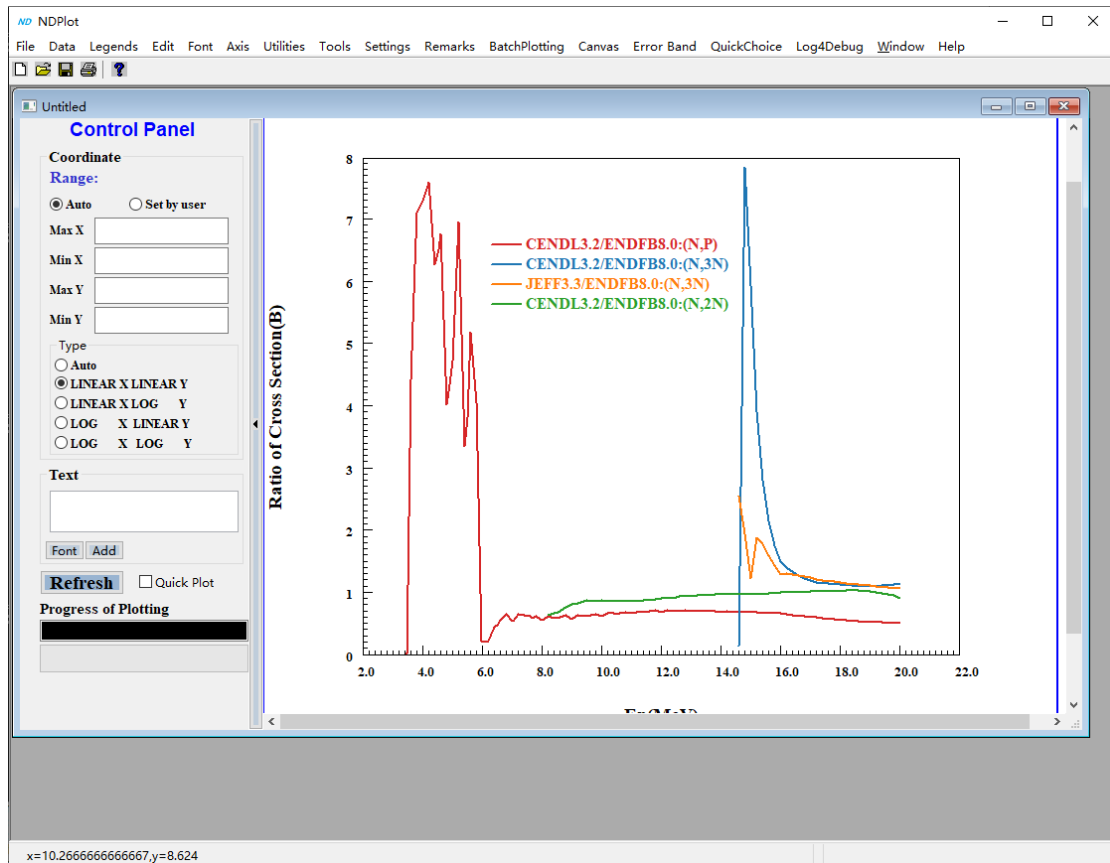 ND NDPlot
File Data Legends Edit Font Axis Utilities Tools Settings Remarks BatchPlotting Canvas Error Band QuickChoice Log4Debug Window Help
Untitled
Control Panel
Coordinate
Range:
Auto Set by user
Max X
Min X
Max Y
Min Y
Type
Auto
LINEAR X LINEAR Y
LINEAR X LOG Y
LOG X LINEAR Y
LOG X LOG Y
Text
Font Add
Refresh Quick Plot
Progress of Plotting
Ratio of Cross Section(B)
8
7
6
5
4
3
2
1
0
CENDL3.2/ENDFB8.0:(N,P)
CENDL3.2/ENDFB8.0:(N,3N)
JEFF3.3/ENDFB8.0:(N,3N)
CENDL3.2/ENDFB8.0:(N,2N)
2.0 4.0 6.0 8.0 10.0 12.0 14.0 16.0 18.0 20.0 22.0
x=10.2666666666667,y=8.624